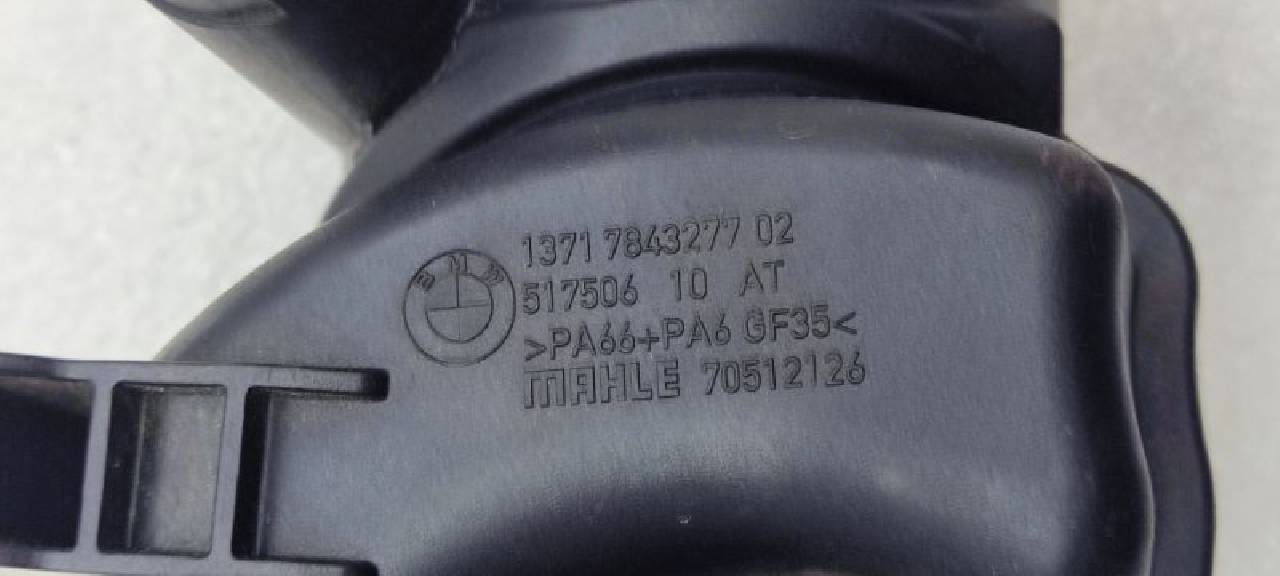 BMW
1371 7843277 02
517506 10 AT
>PA66+PA6 GF35<
MAHLE 70512126